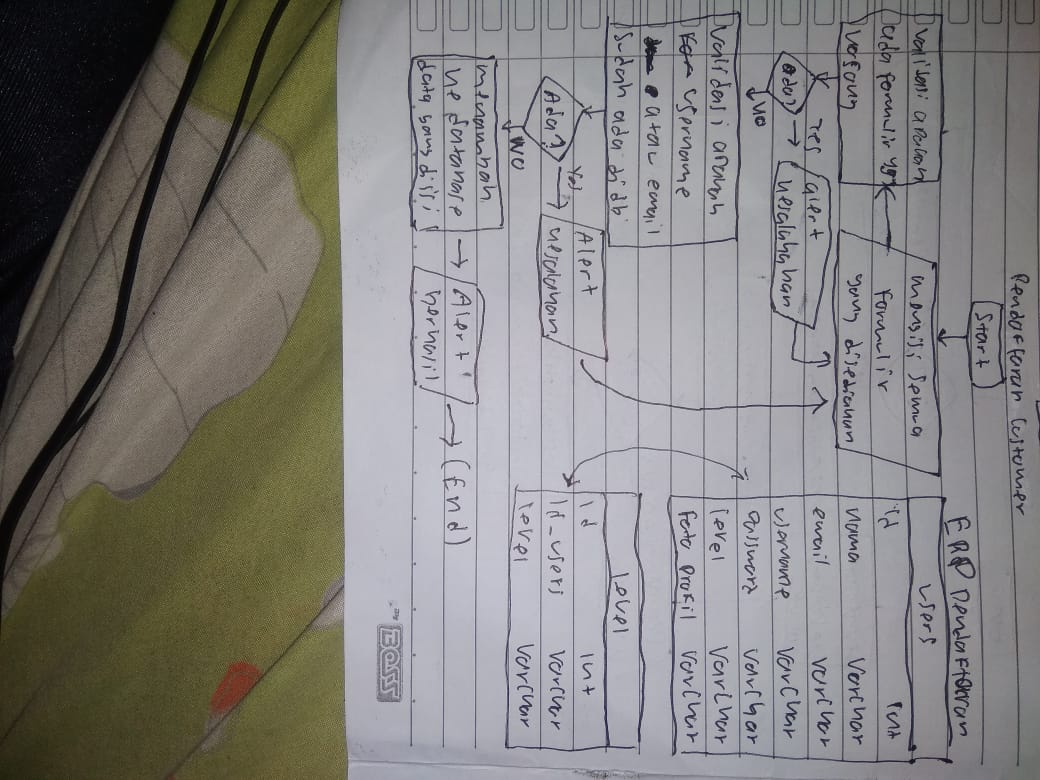 Pendaftaran Customer
Start
mengisi semua
formulir
yang disediakan
Validasi apakah
ada formulir yg
kosong
Ada?
Yes
alert
kesalahahan
NO
Validasi apakah
username
atau email
sudah ada di db
Ada?
Yes
Alert
kesalahan
NO
menambah
ke database
data yang diisi
Alert
berhasil
(End)
ERD Pendaftaran
users
id int
nama Varchar
email varchar
username varchar
password varchar
level Varchar
foto profil varchar
level
id int
id_users varchar
level varchar
BOSS